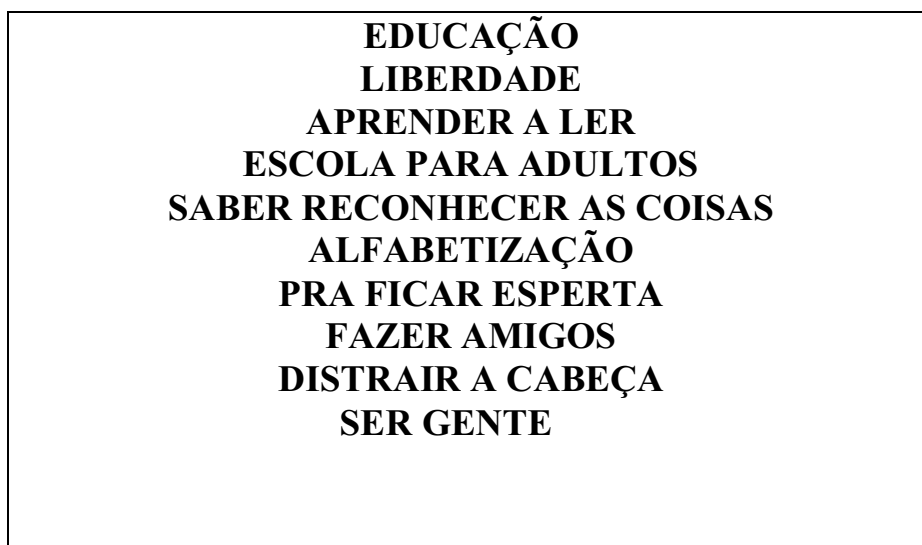 EDUCAÇÃO
LIBERDADE
APRENDER A LER
ESCOLA PARA ADULTOS
SABER RECONHECER AS COISAS
ALFABETIZAÇÃO
PRA FICAR ESPERTA
FAZER AMIGOS
DISTRAIR A CABEÇA
SER GENTE